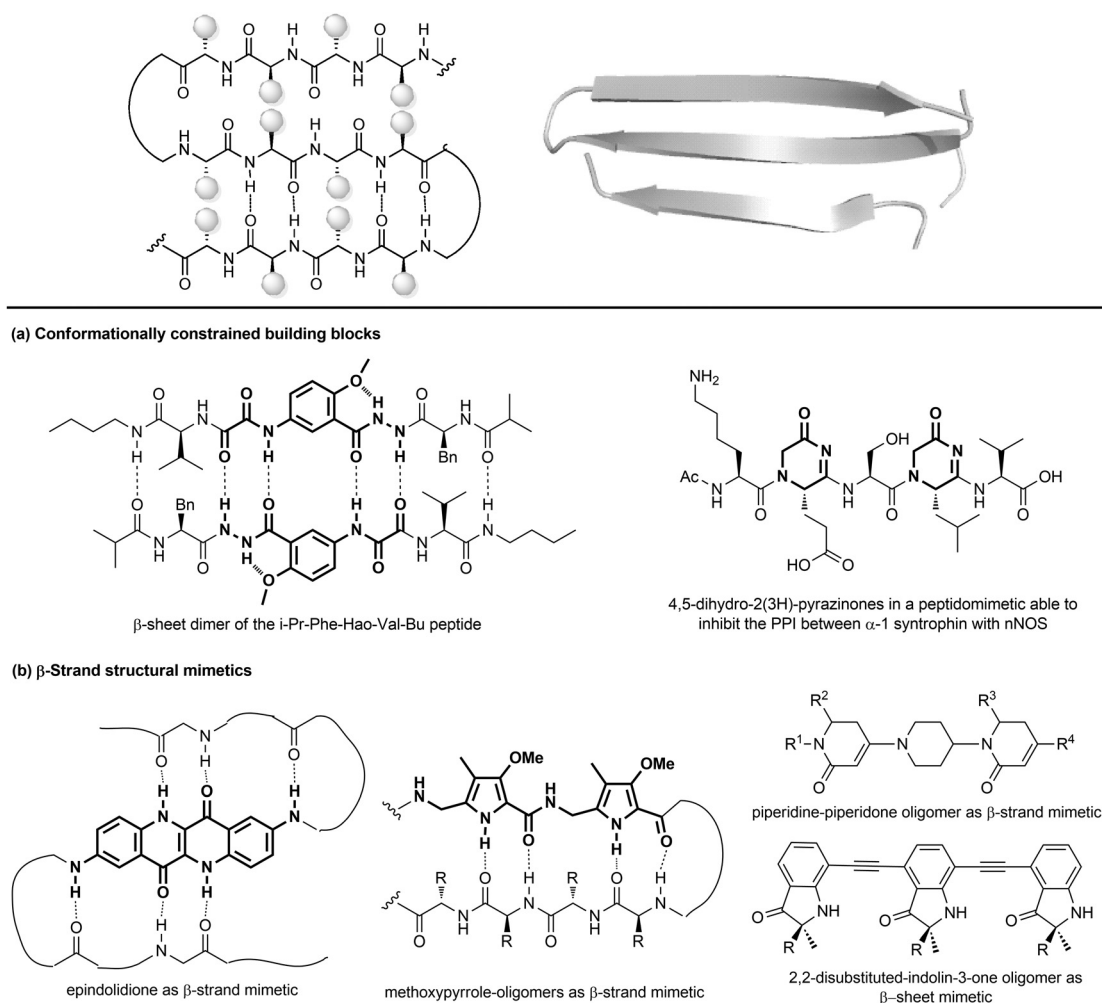 (a) Conformationally constrained building blocks
β-sheet dimer of the i-Pr-Phe-Hao-Val-Bu peptide
4,5-dihydro-2(3H)-pyrazinones in a peptidomimetic able to
inhibit the PPI between α-1 syntrophin with nNOS
(b) β-Strand structural mimetics
epindolidione as β-strand mimetic
methoxypyrrole-oligomers as β-strand mimetic
piperidine-piperidone oligomer as β-strand mimetic
2,2-disubstituted-indolin-3-one oligomer as
β-sheet mimetic